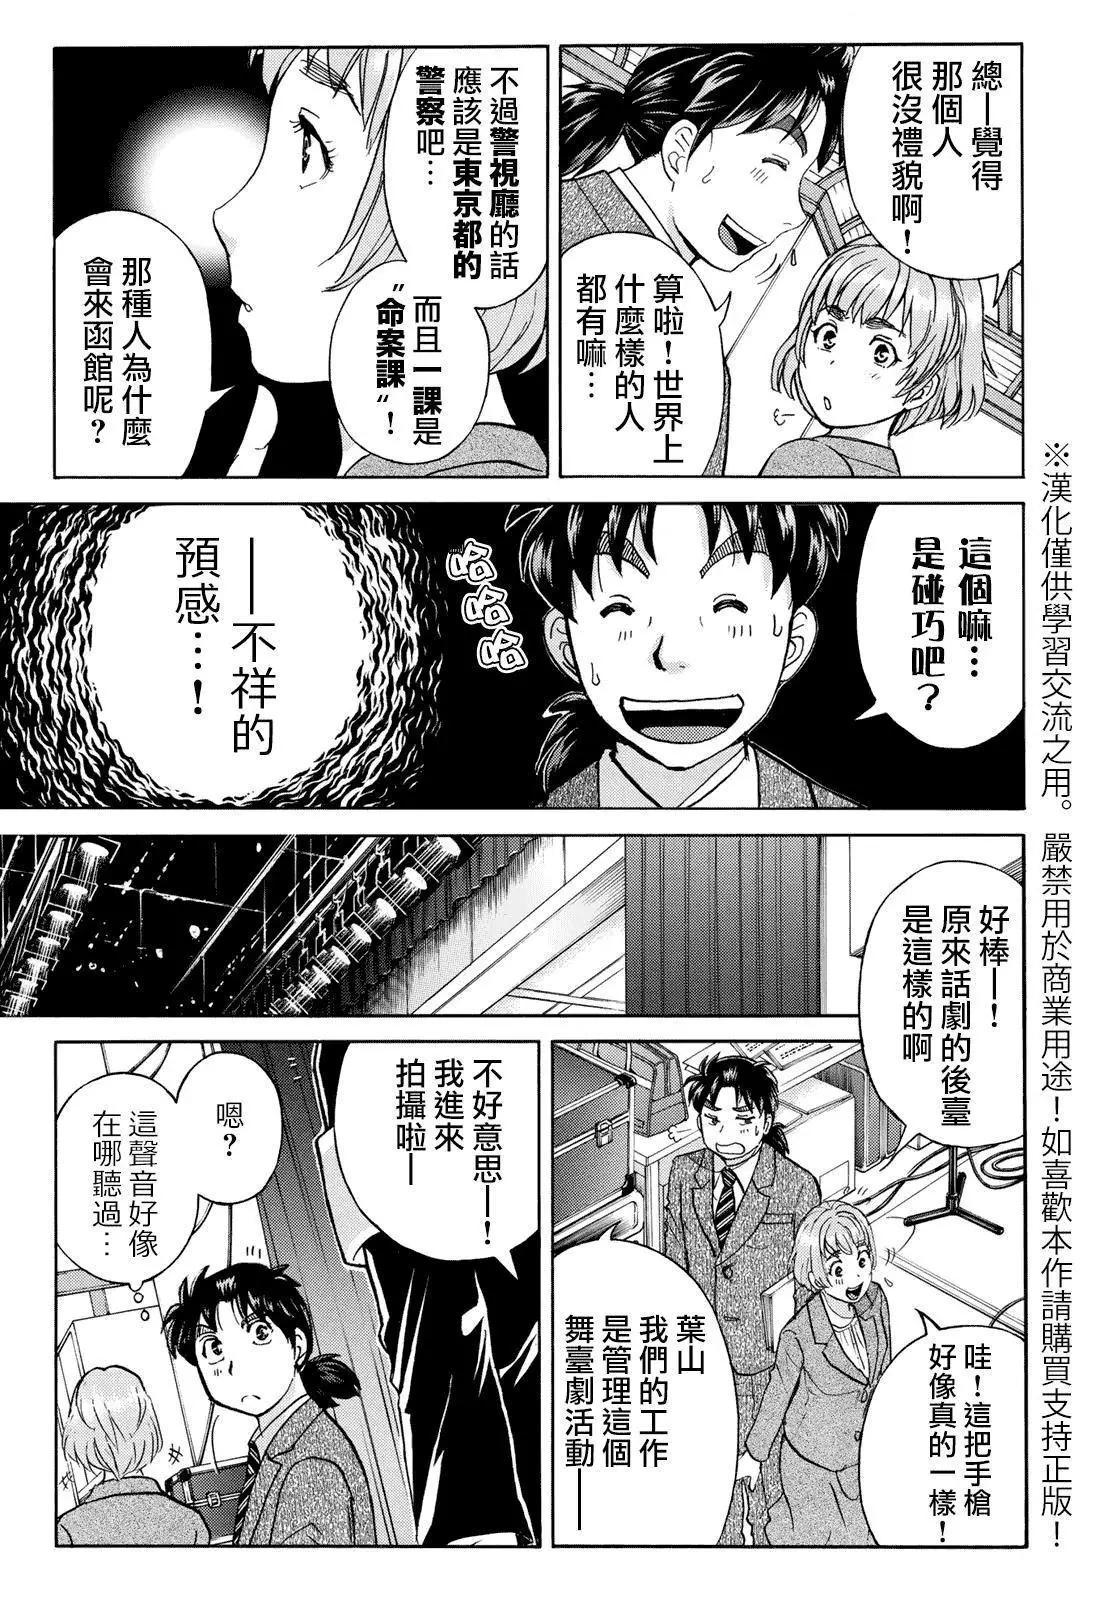 總—覺得
那個人
很沒禮貌啊！
算啦！世界上
什麼樣的人
都有嘛…
不過警視廳的話
應該是東京都的
警察吧…
而且一課是
“命案課”！
那種人為什麼
會來函館呢？
這個嘛…
是碰巧吧？
哈哈哈哈
——不祥的
預感…！
好棒—！
原來話劇的後臺
是這樣的啊
哇！這把手槍
好像真的一樣！
葉山
我們的工作
是管理這個
舞臺劇活動—
不好意思—！
我進來
拍攝啦—
嗯？
這聲音好像
在哪聽過…
※漢化僅供學習交流之用。嚴禁用於商業用途！如喜歡本作請購買支持正版！